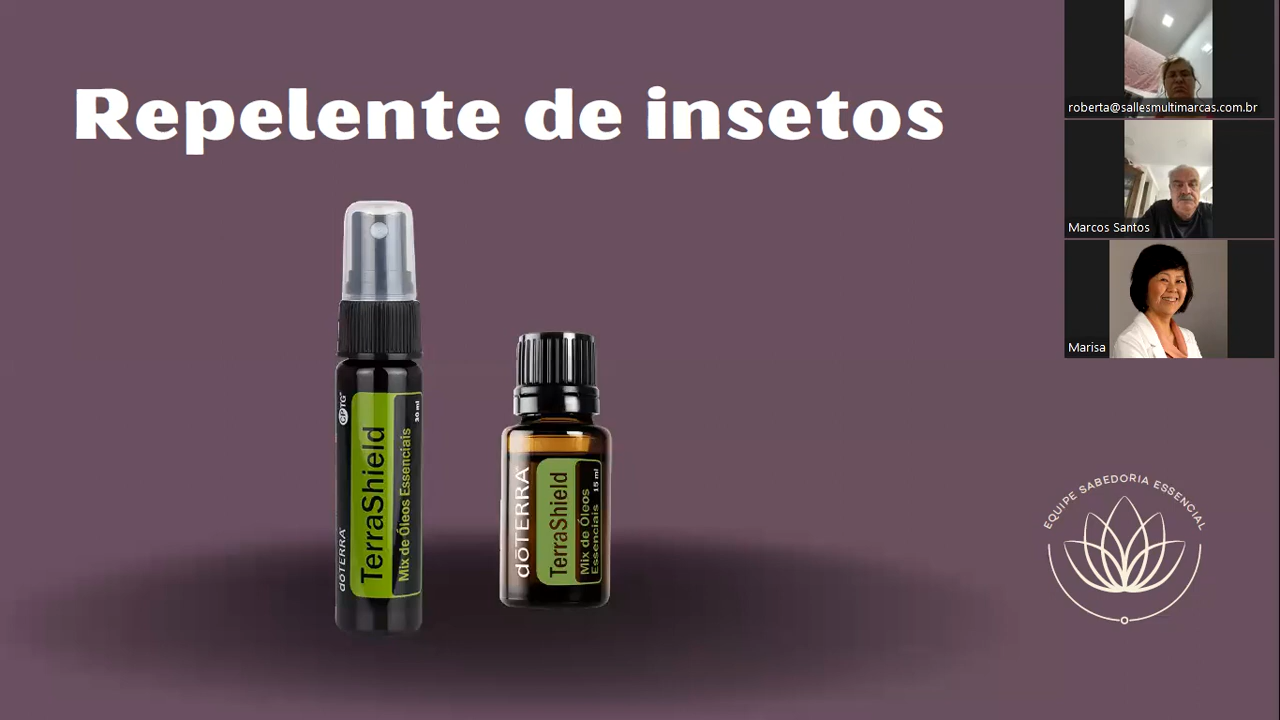 Repelente de insetos
roberta@sallesmultimarcas.com.br
Marcos Santos
Marisa
CPTG
dōTERRA
TerraShield
Mix de Óleos Essenciais
30 ml
dōTERRA
TerraShield
Mix de Óleos
Essenciais 15 ml
EQUIPE SABEDORIA ESSENCIAL